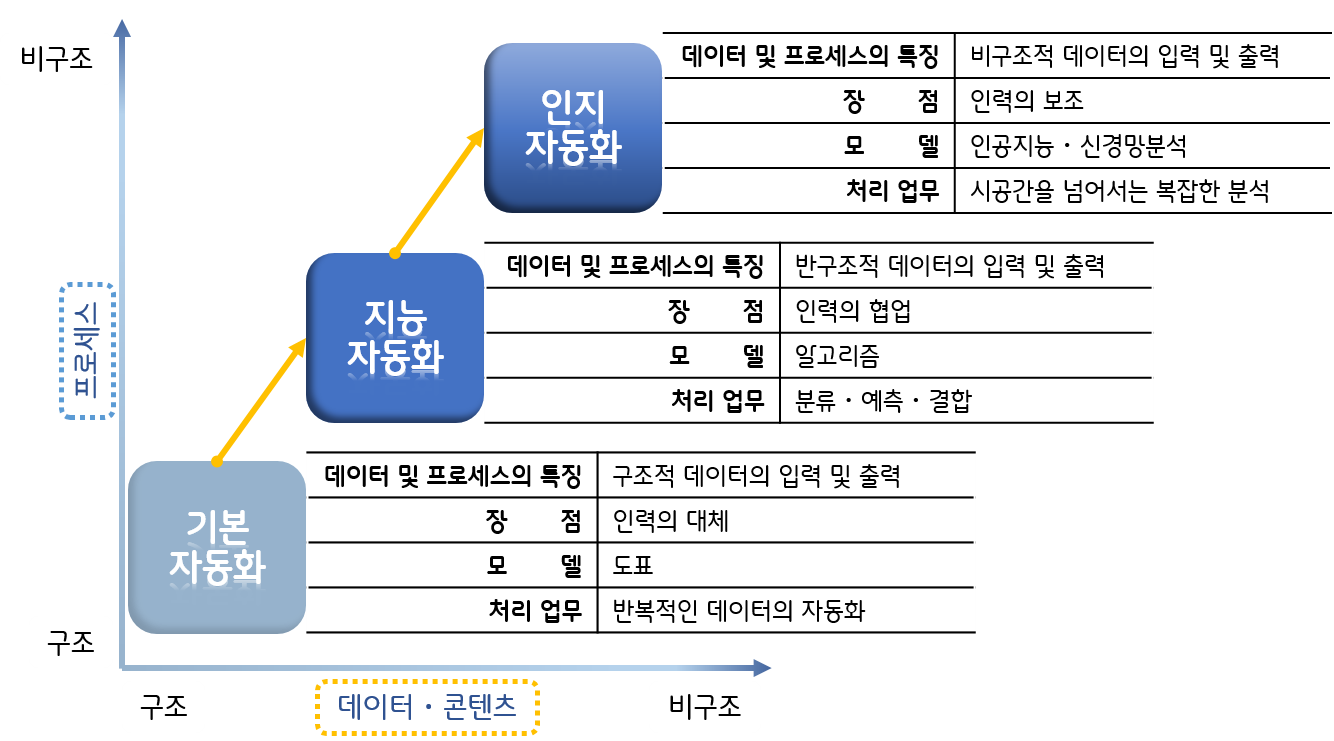 비구조
인지
자동화
데이터 및 프로세스의 특징 비구조적 데이터의 입력 및 출력
장 점 인력의 보조
모 델 인공지능・신경망분석
처리 업무 시공간을 넘어서는 복잡한 분석
프로세스
지능
자동화
데이터 및 프로세스의 특징 반구조적 데이터의 입력 및 출력
장 점 인력의 협업
모 델 알고리즘
처리 업무 분류・예측・결합
기본
자동화
데이터 및 프로세스의 특징 구조적 데이터의 입력 및 출력
장 점 인력의 대체
모 델 도표
처리 업무 반복적인 데이터의 자동화
구조
구조 데이터・콘텐츠 비구조